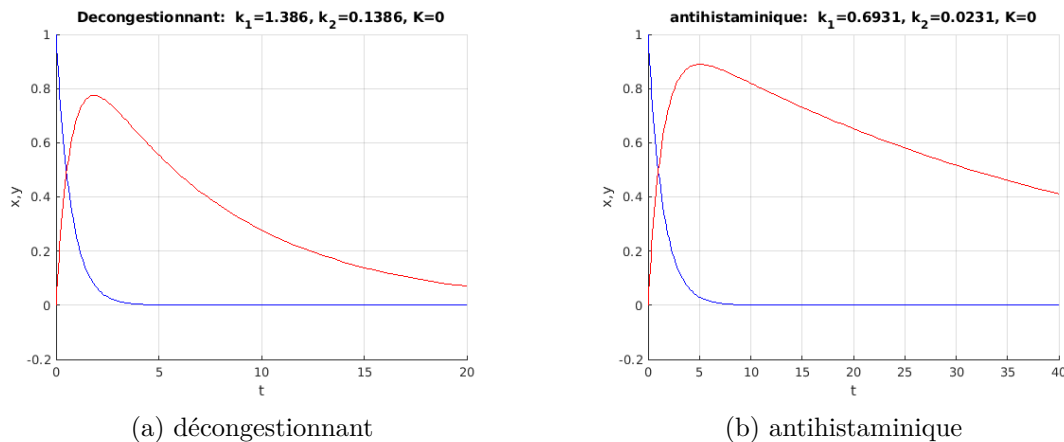 Decongestionnant: k1=1.386, k2=0.1386, K=0
1
0.8
0.6
0.4
0.2
0
-0.2
x,y
0 5 10 15 20
t
(a) décongestionnant
antihistaminique: k1=0.6931, k2=0.0231, K=0
1
0.8
0.6
0.4
0.2
0
-0.2
x,y
0 5 10 15 20 25 30 35 40
t
(b) antihistaminique